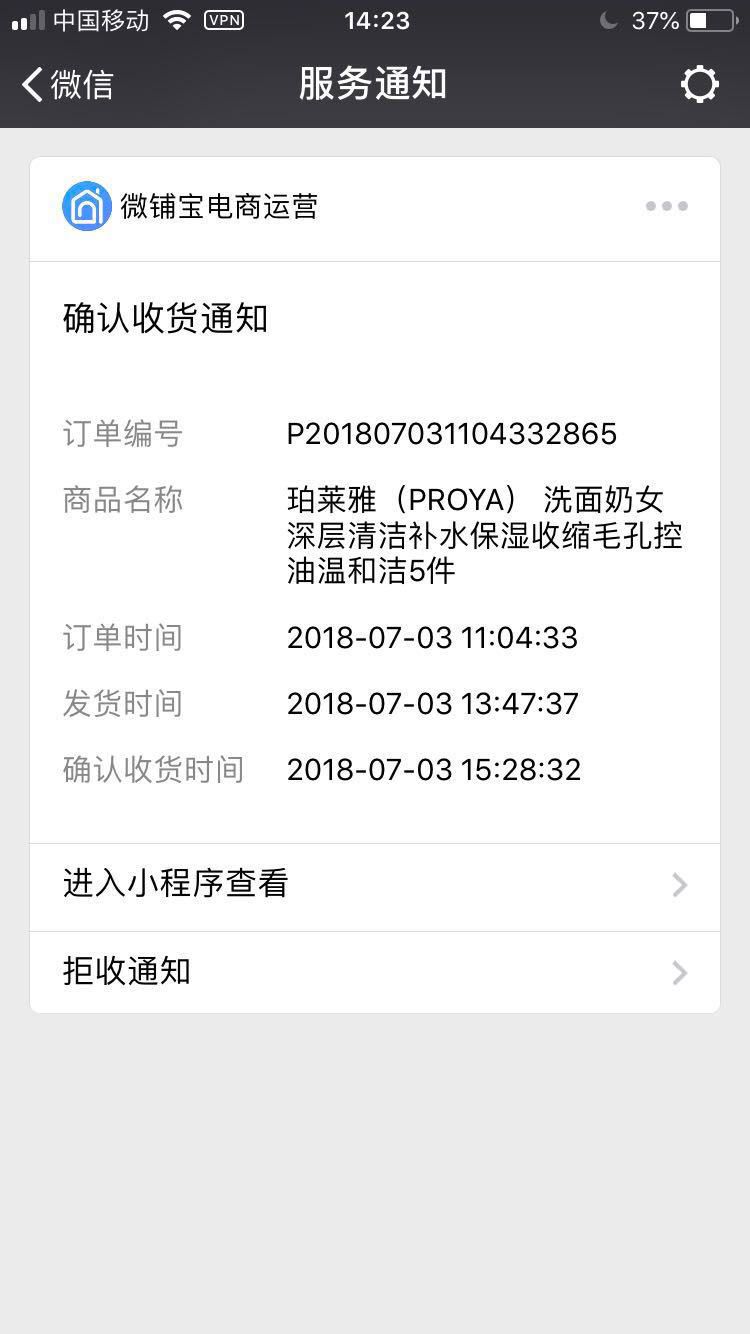 中国移动 VPN 14:23 37%
微信 服务通知
微铺宝电商运营
确认收货通知
订单编号 P201807031104332865
商品名称 珀莱雅（PROYA） 洗面奶女
深层清洁补水保湿收缩毛孔控
油温和洁5件
订单时间 2018-07-03 11:04:33
发货时间 2018-07-03 13:47:37
确认收货时间 2018-07-03 15:28:32
进入小程序查看
拒收通知